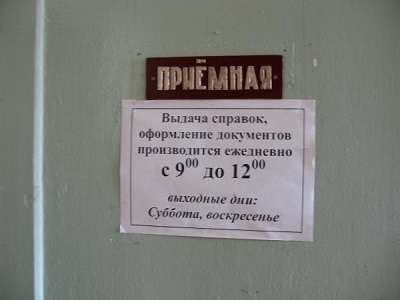 ПРИЁМНАЯ
Выдача справок,
оформление документов
производится ежедневно
с 9⁰⁰ до 12⁰⁰
выходные дни:
Суббота, воскресенье